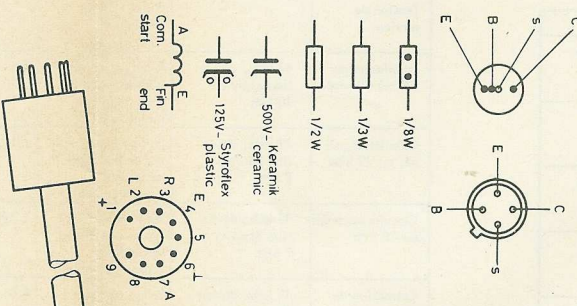 E
B
s
C
E
B
C
s
1/8W
1/3W
1/2W
500V- Keramik
ceramic
125V- Styroflex
plastic
A
E
Com.
start
Fin
end
E
R
L
3
4
2
5
+
1
6
⊥
7
A
8
9